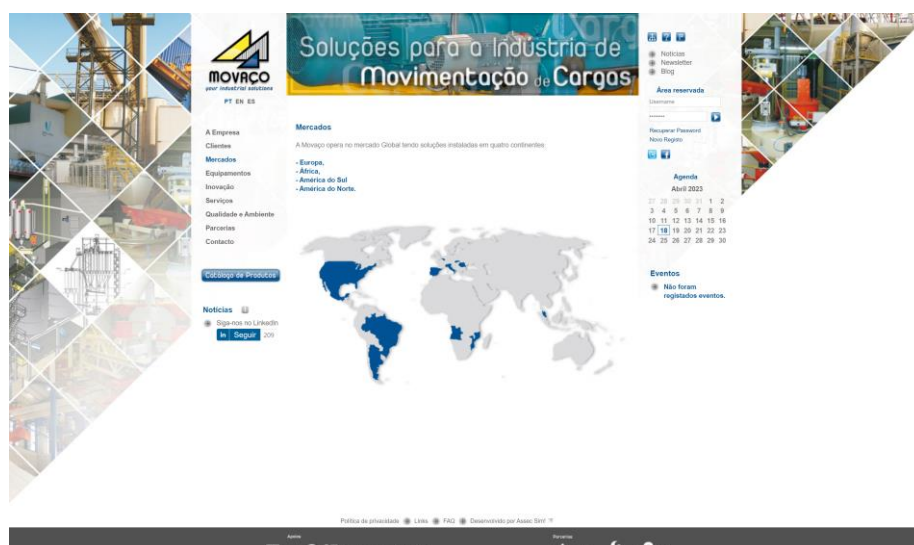 MOVAÇO
your industrial solutions
PT EN ES
Soluções para a Indústria de
Movimentação de Cargas
Notícias
Newsletter
Blog
Área reservada
Username
Recuperar Password
Novo Registo
A Empresa
Clientes
Mercados
Equipamentos
Inovação
Serviços
Qualidade e Ambiente
Parcerias
Contacto
Catálogo de Produtos
Notícias
Siga-nos no LinkedIn
in Seguir 209
Mercados
A Movaço opera no mercado Global tendo soluções instaladas em quatro continentes
- Europa,
- África,
- América do Sul
- América do Norte.
Agenda
Abril 2023
27 28 29 30 31 1 2
3 4 5 6 7 8 9
10 11 12 13 14 15 16
17 18 19 20 21 22 23
24 25 26 27 28 29 30
Eventos
Não foram
registados eventos.
Política de privacidade Links FAQ Desenvolvido por Assec Sim!
Apoios
Parcerias